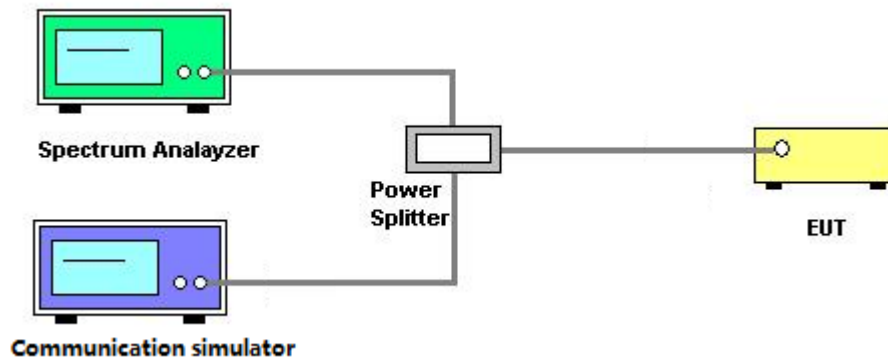 Spectrum Analayzer
Power
Splitter
EUT
Communication simulator